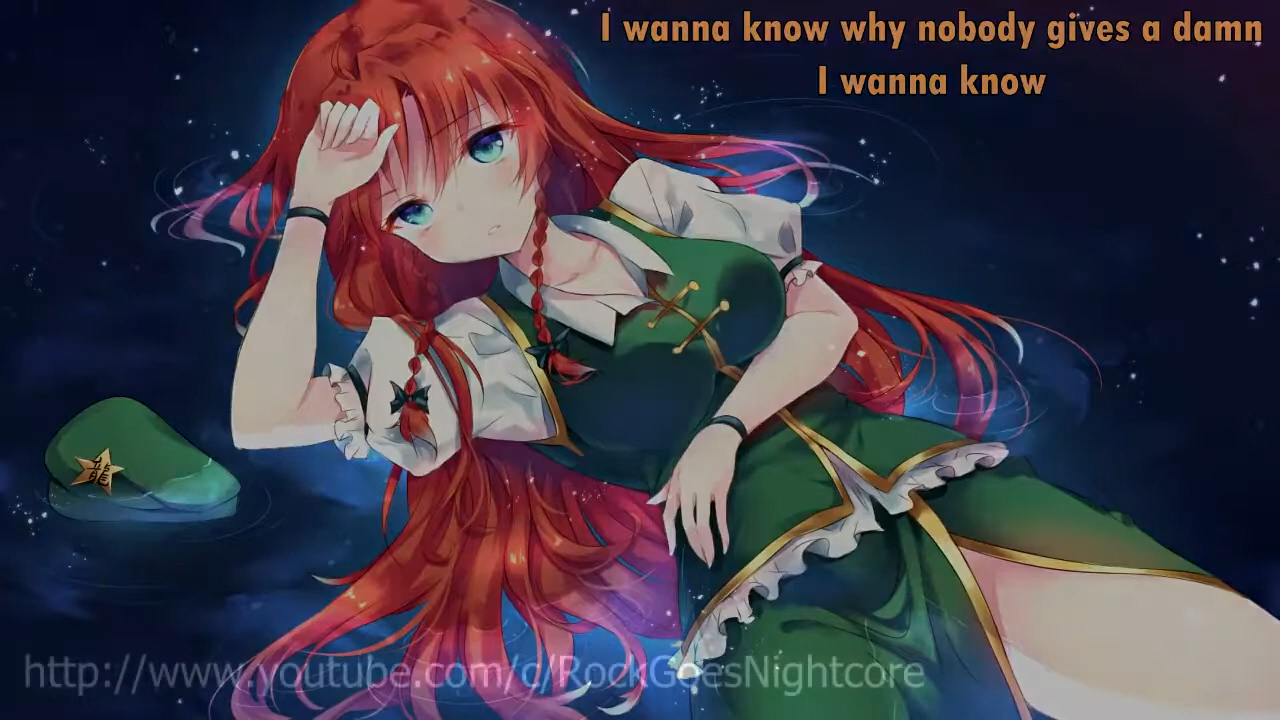 I wanna know why nobody gives a damn
I wanna know
http://www.youtube.com/c/RockGoesNightcore